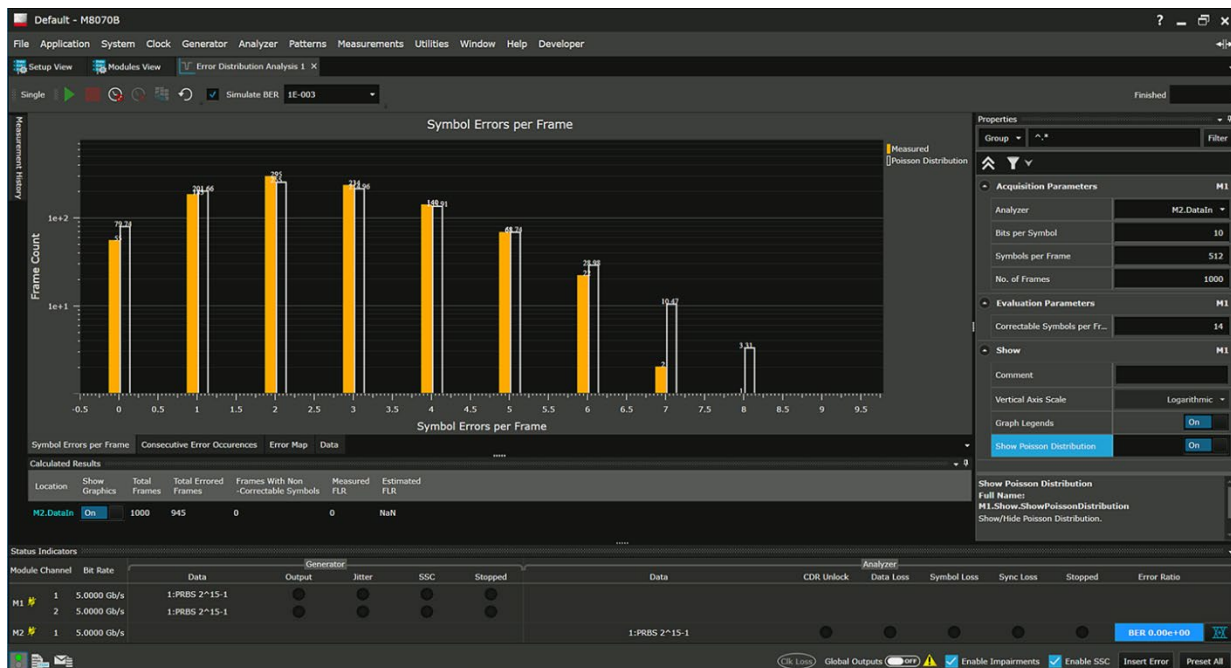 Default - M8070B
? 
File Application System Clock Generator Analyzer Patterns Measurements Utilities Window Help Developer
Setup View Modules View Error Distribution Analysis 1 ×
Single Simulate BER 1E-003 Finished
Measurement History
Symbol Errors per Frame
Measured
Poisson Distribution
Frame Count
1e+2
1e+1
79.74
55
201.66
295
28.98
22
10.47
2
3.31
1
-0.5 0 0.5 1 1.5 2 2.5 3 3.5 4 4.5 5 5.5 6 6.5 7 7.5 8 8.5 9 9.5
Symbol Errors per Frame
Symbol Errors per Frame Consecutive Error Occurences Error Map Data
Calculated Results
Location Show Graphics Total Frames Total Errored Frames Frames With Non -Correctable Symbols Measured FLR Estimated FLR
M2.DataIn On 1000 945 0 0 NaN
Properties
Group ^.* Filter
Acquisition Parameters M1
Analyzer M2.DataIn
Bits per Symbol 10
Symbols per Frame 512
No. of Frames 1000
Evaluation Parameters M1
Correctable Symbols per Fr... 14
Show M1
Comment
Vertical Axis Scale Logarithmic
Graph Legends On
Show Poisson Distribution On
Show Poisson Distribution
Full Name:
M1.Show.ShowPoissonDistribution
Show/Hide Poisson Distribution.
Status Indicators
Generator Analyzer
Module Channel Bit Rate Data Output Jitter SSC Stopped Data CDR Unlock Data Loss Symbol Loss Sync Loss Stopped Error Ratio
M1 1 5.0000 Gb/s 1:PRBS 2^15-1
2 5.0000 Gb/s 1:PRBS 2^15-1
M2 1 5.0000 Gb/s 1:PRBS 2^15-1 BER 0.00e+00
Clk Loss Global Outputs OFF Enable Impairments Enable SSC Insert Error Preset All